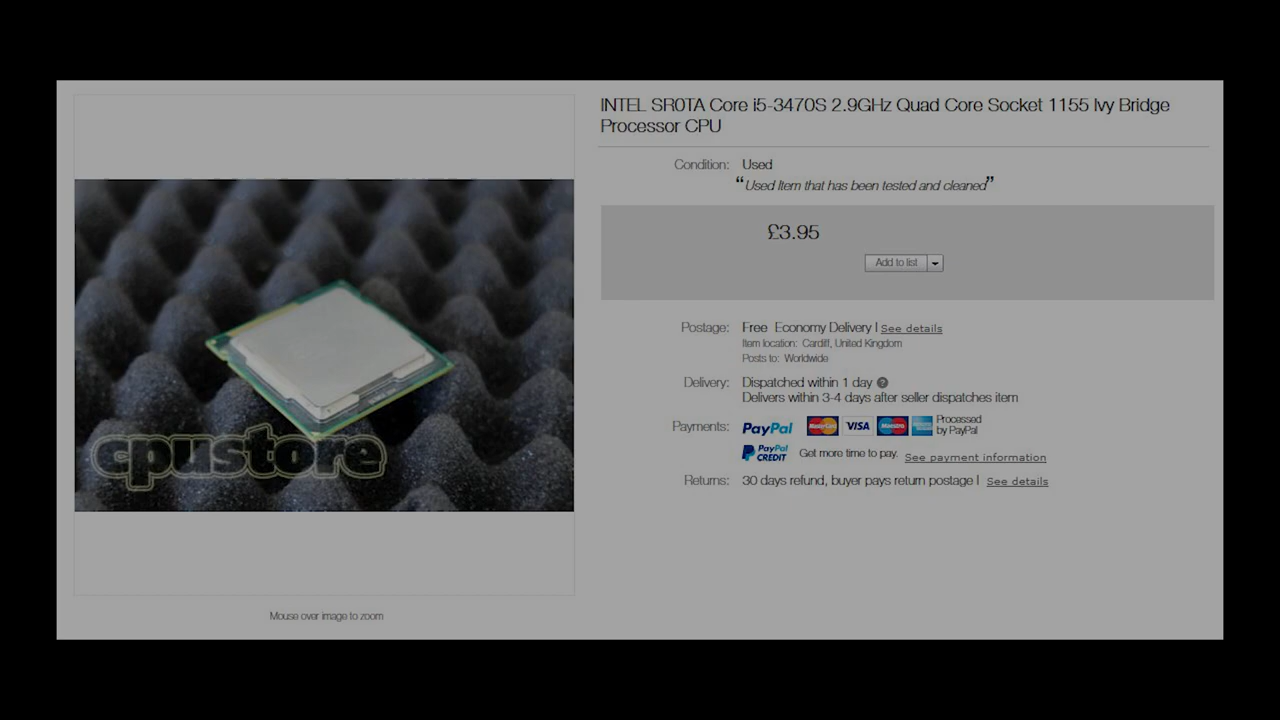 INTEL SR0TA Core i5-3470S 2.9GHz Quad Core Socket 1155 Ivy Bridge
Processor CPU
Condition: Used
“Used Item that has been tested and cleaned”
£3.95
Add to list
Postage: Free Economy Delivery | See details
Item location: Cardiff, United Kingdom
Posts to: Worldwide
Delivery: Dispatched within 1 day ?
Delivers within 3-4 days after seller dispatches item
Payments: PayPal MasterCard VISA Maestro Processed
by PayPal
PayPal
CREDIT Get more time to pay. See payment information
Returns: 30 days refund, buyer pays return postage | See details
cpustore
Mouse over image to zoom